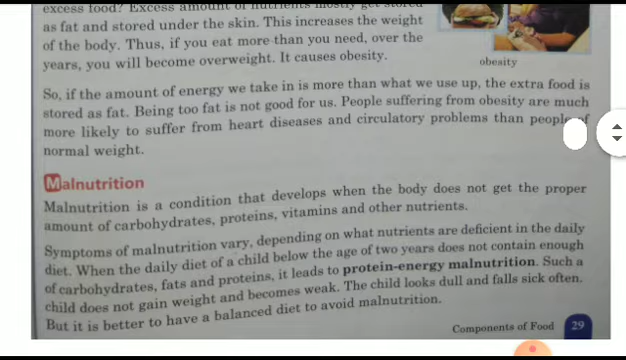 excess food? Excess amount of nutrients mostly get stored
as fat and stored under the skin. This increases the weight
of the body. Thus, if you eat more than you need, over the
years, you will become overweight. It causes obesity.
obesity
So, if the amount of energy we take in is more than what we use up, the extra food is
stored as fat. Being too fat is not good for us. People suffering from obesity are much
more likely to suffer from heart diseases and circulatory problems than people of
normal weight.
Malnutrition
Malnutrition is a condition that develops when the body does not get the proper
amount of carbohydrates, proteins, vitamins and other nutrients.
Symptoms of malnutrition vary, depending on what nutrients are deficient in the daily
diet. When the daily diet of a child below the age of two years does not contain enough
of carbohydrates, fats and proteins, it leads to protein-energy malnutrition. Such a
child does not gain weight and becomes weak. The child looks dull and falls sick often.
But it is better to have a balanced diet to avoid malnutrition.
Components of Food 29